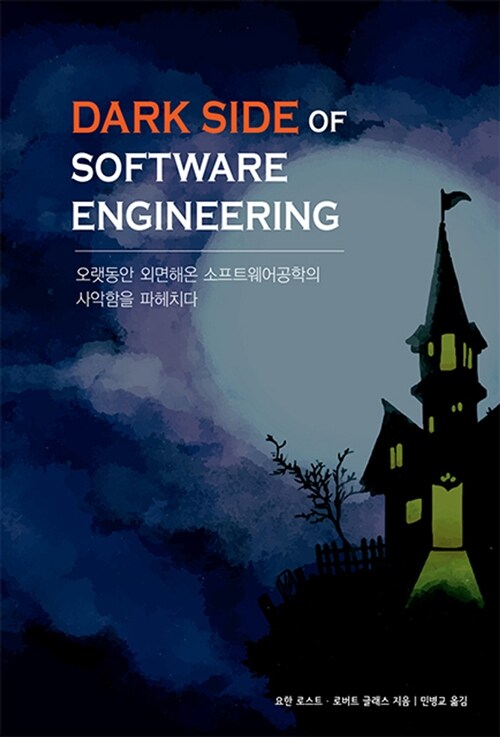 DARK SIDE OF
SOFTWARE
ENGINEERING
오랫동안 외면해온 소프트웨어공학의
사악함을 파헤치다
요한 로스트 · 로버트 글래스 지음 | 민병교 옮김